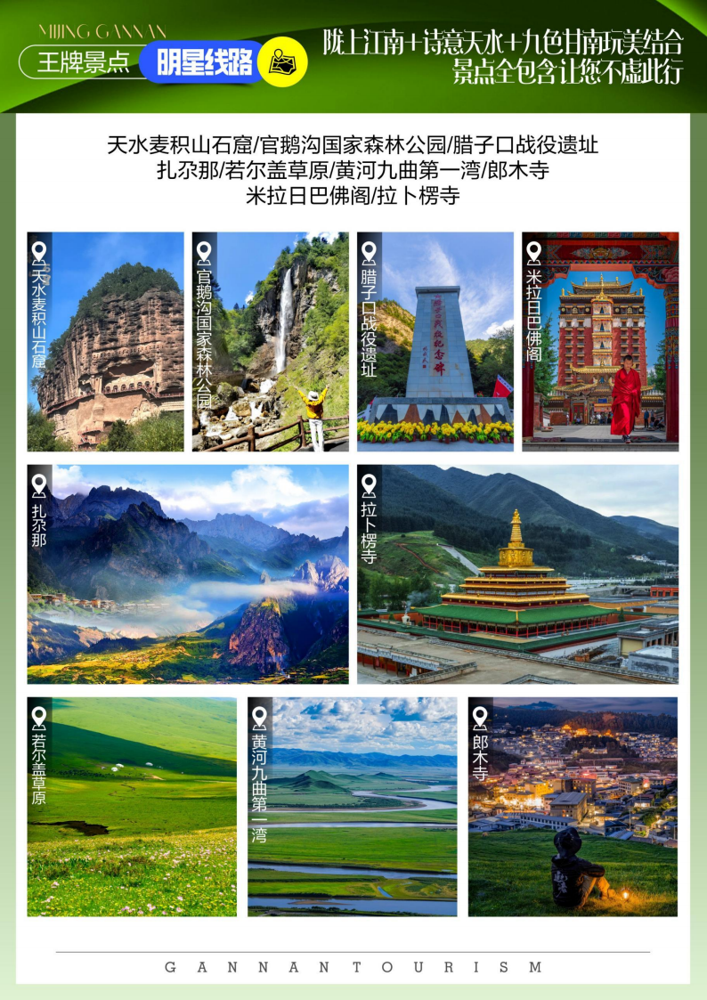 MIJING GANNAN
王牌景点
明星线路
陇上江南+诗意天水+九色甘南玩美结合
景点全包含让您不虚此行
天水麦积山石窟/官鹅沟国家森林公园/腊子口战役遗址
扎尕那/若尔盖草原/黄河九曲第一湾/郎木寺
米拉日巴佛阁/拉卜楞寺
天水麦积山石窟
官鹅沟国家森林公园
腊子口战役遗址
米拉日巴佛阁
扎尕那
拉卜楞寺
若尔盖草原
黄河九曲第一湾
郎木寺
GANNANTOURISM